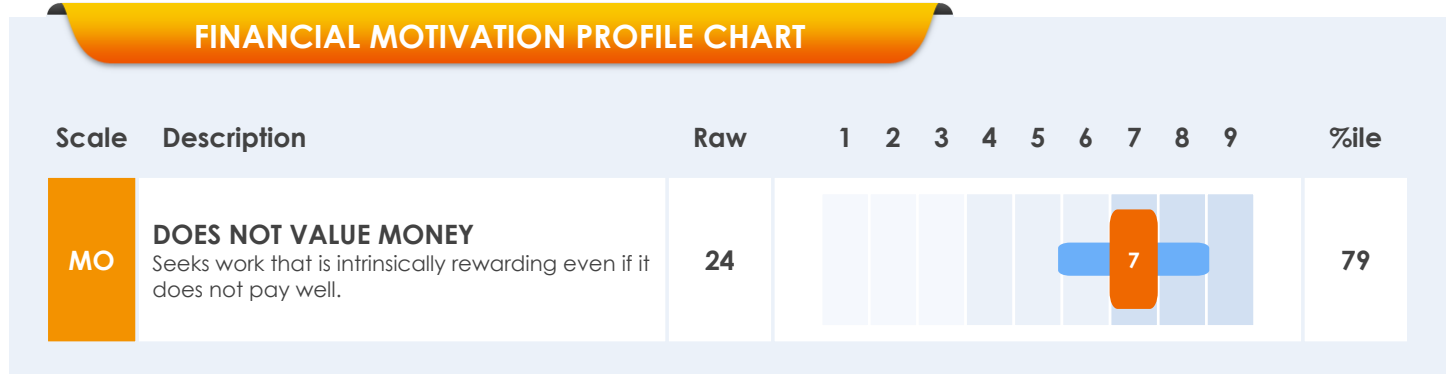 FINANCIAL MOTIVATION PROFILE CHART
Scale Description Raw 1 2 3 4 5 6 7 8 9 %ile
MO
DOES NOT VALUE MONEY
Seeks work that is intrinsically rewarding even if it
does not pay well.
24
7
79